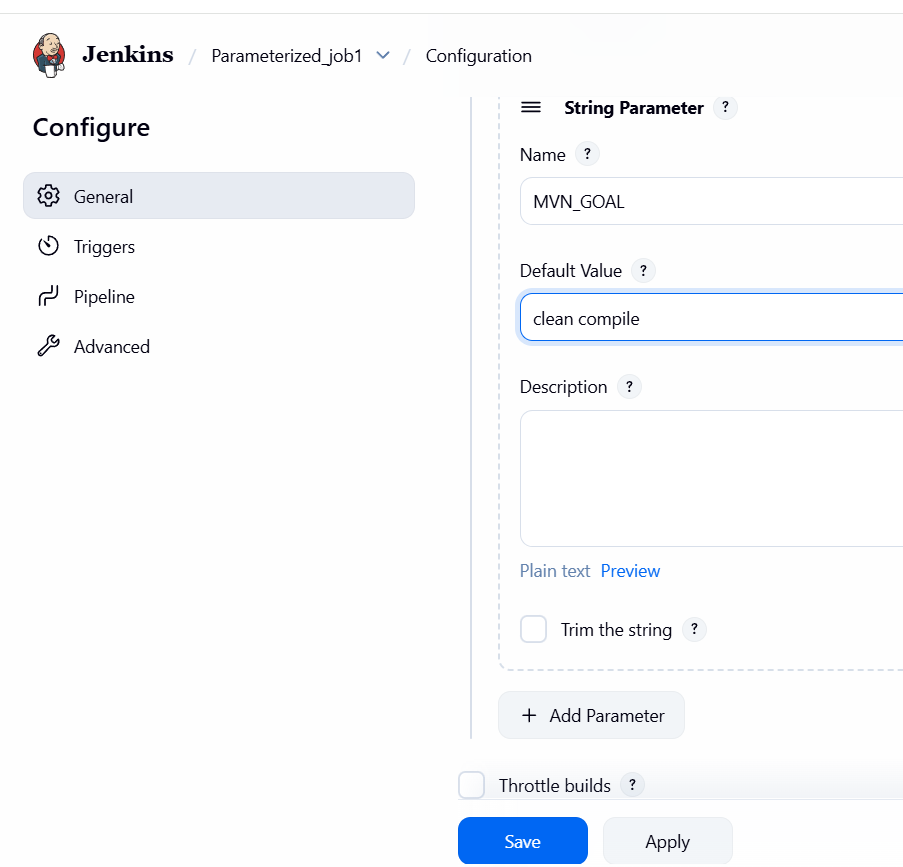 Jenkins / Parameterized_job1 / Configuration
Configure
General
Triggers
Pipeline
Advanced
String Parameter ?
Name ?
MVN_GOAL
Default Value ?
clean compile
Description ?
Plain text Preview
Trim the string ?
+ Add Parameter
Throttle builds ?
Save Apply